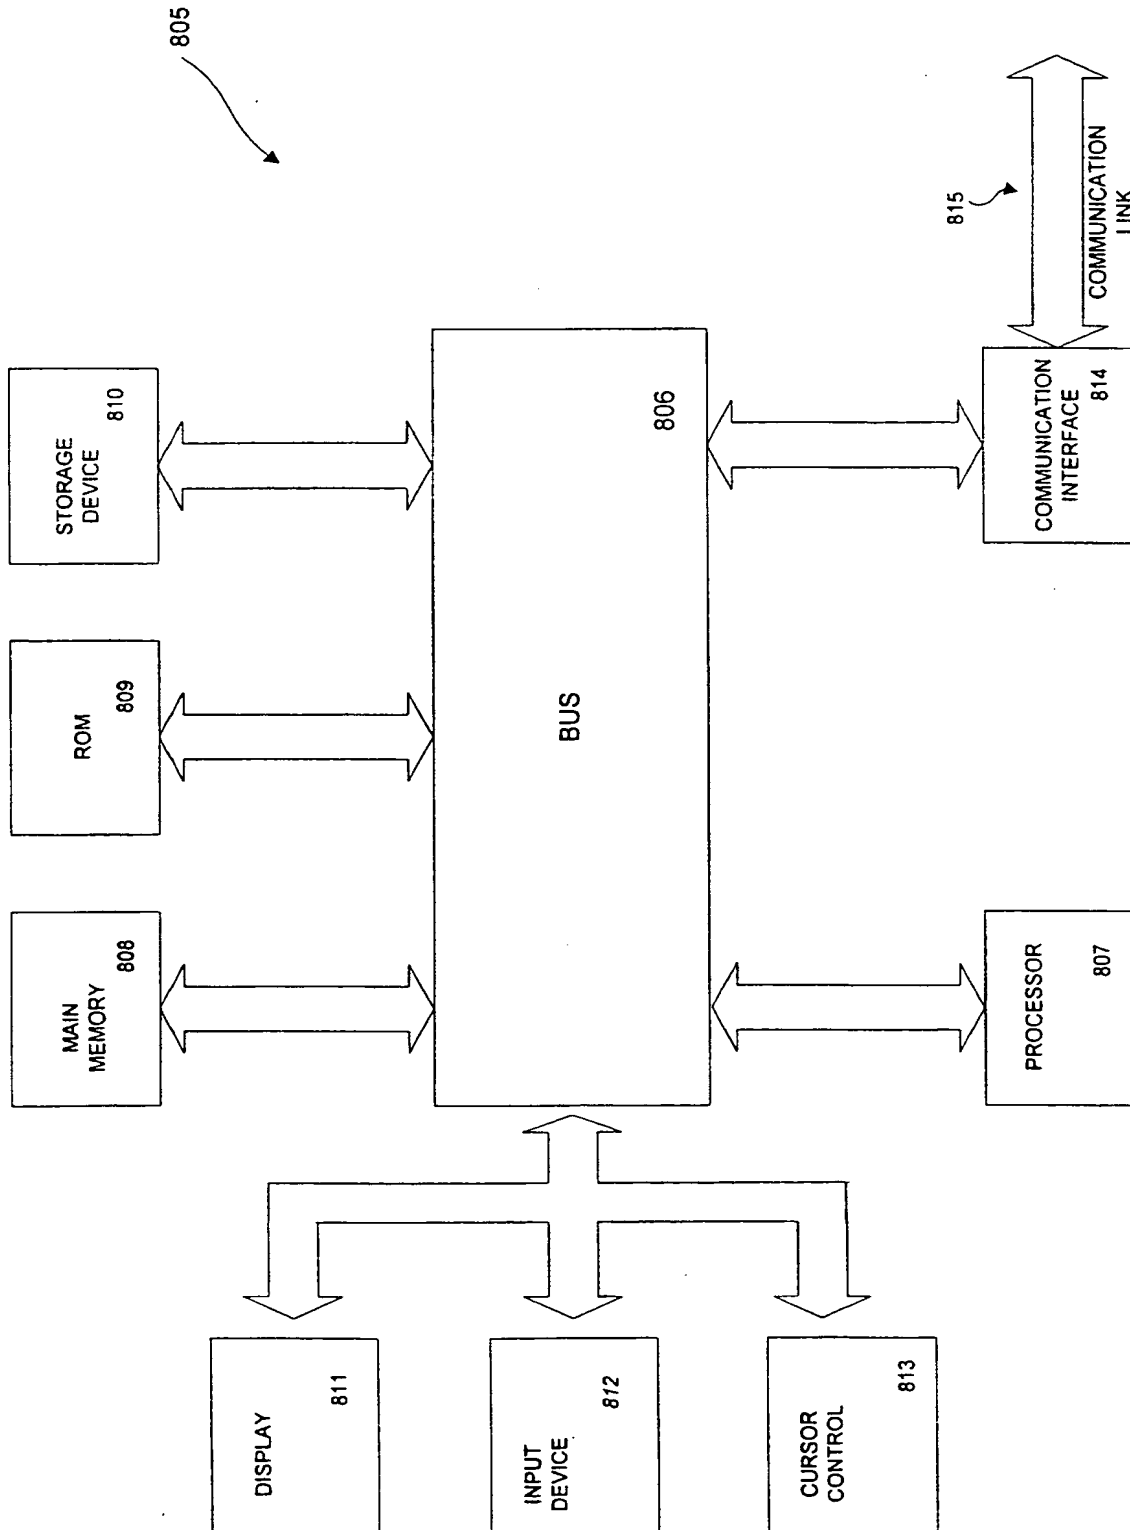 805
MAIN
MEMORY
808
ROM
809
STORAGE
DEVICE
810
DISPLAY
811
INPUT
DEVICE
812
CURSOR
CONTROL
813
BUS
806
PROCESSOR
807
COMMUNICATION
INTERFACE
814
815
COMMUNICATION
LINK